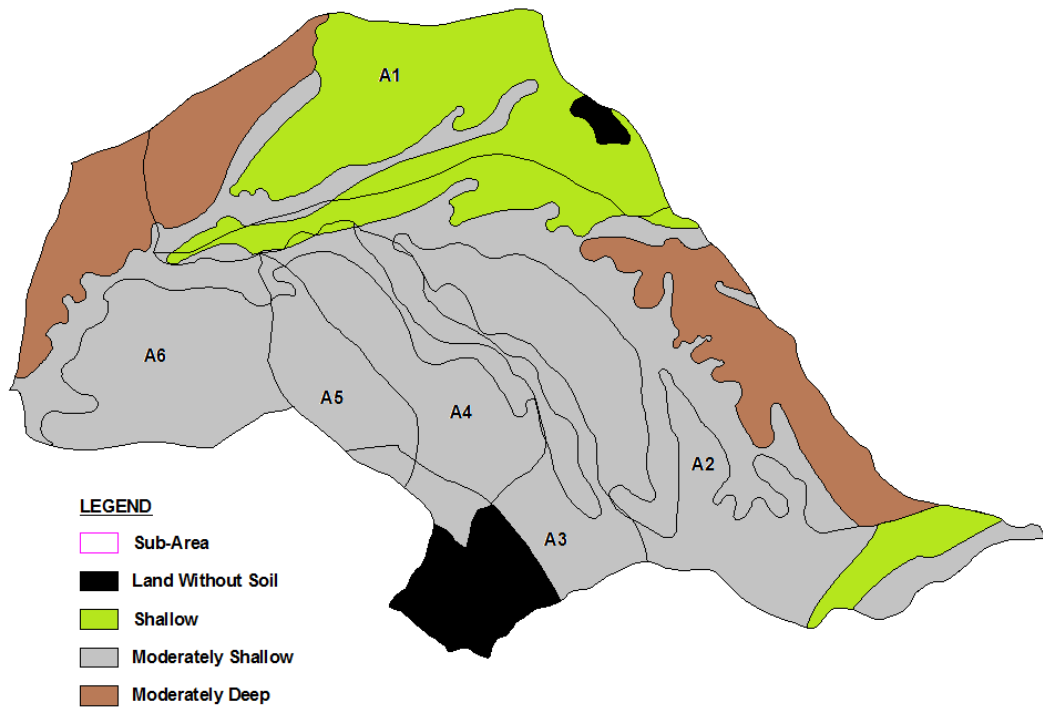 A1
A6
A5
A4
A2
A3
LEGEND
Sub-Area
Land Without Soil
Shallow
Moderately Shallow
Moderately Deep